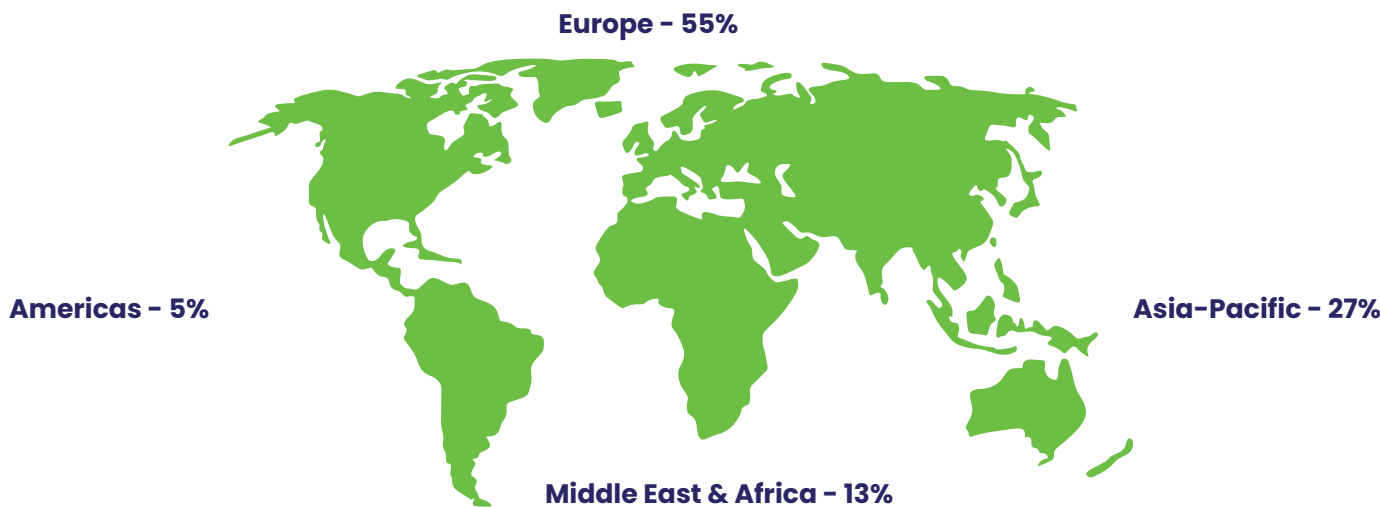 Europe - 55%
Americas - 5%
Asia-Pacific - 27%
Middle East & Africa - 13%